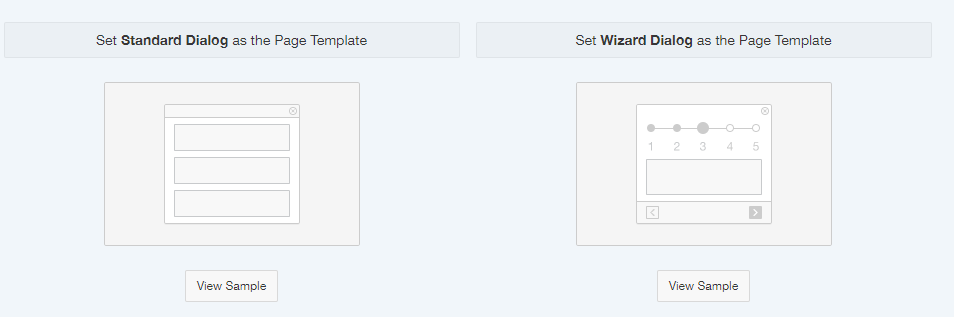 Set Standard Dialog as the Page Template
Set Wizard Dialog as the Page Template
1 2 3 4 5
View Sample
View Sample